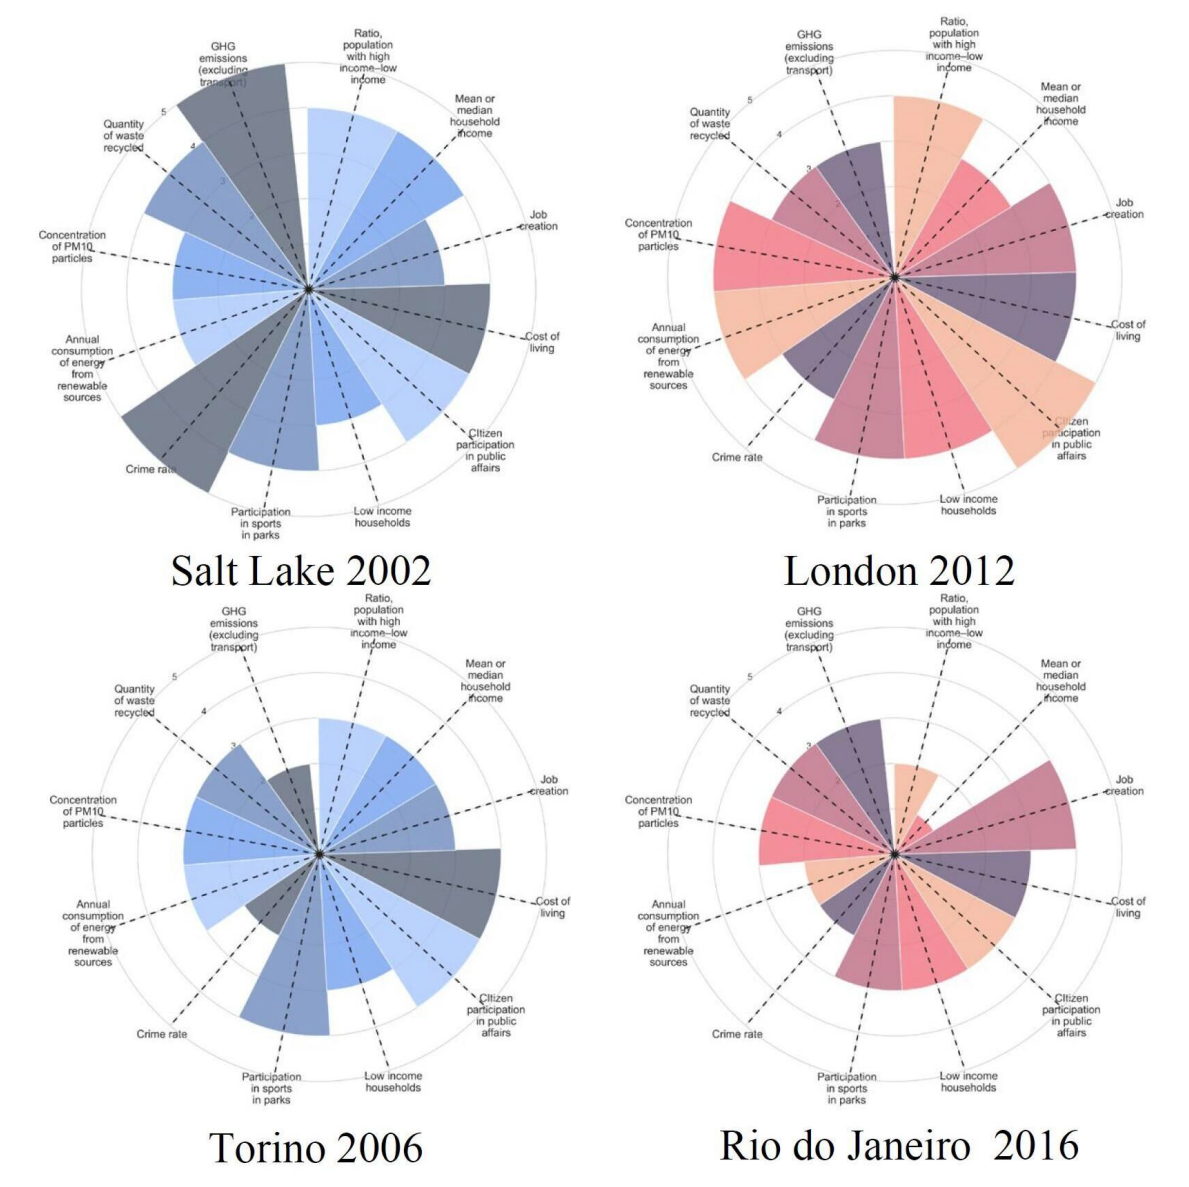 GHG
emissions
(excluding
transport)
Ratio,
population
with high
income–low
income
Mean or
median
household
income
Job
creation
Cost of
living
CItizen
participation
in public
affairs
Low income
households
Participation
in sports
in parks
Crime rate
Annual
consumption
of energy
from
renewable
sources
Concentration
of PM10
particles
Quantity
of waste
recycled
5
4
3
2
Salt Lake 2002
GHG
emissions
(excluding
transport)
Ratio,
population
with high
income–low
income
Mean or
median
household
income
Job
creation
Cost of
living
CItizen
participation
in public
affairs
Low income
households
Participation
in sports
in parks
Crime rate
Annual
consumption
of energy
from
renewable
sources
Concentration
of PM10
particles
Quantity
of waste
recycled
5
4
3
2
London 2012
GHG
emissions
(excluding
transport)
Ratio,
population
with high
income–low
income
Mean or
median
household
income
Job
creation
Cost of
living
CItizen
participation
in public
affairs
Low income
households
Participation
in sports
in parks
Crime rate
Annual
consumption
of energy
from
renewable
sources
Concentration
of PM10
particles
Quantity
of waste
recycled
5
4
3
2
Torino 2006
GHG
emissions
(excluding
transport)
Ratio,
population
with high
income–low
income
Mean or
median
household
income
Job
creation
Cost of
living
CItizen
participation
in public
affairs
Low income
households
Participation
in sports
in parks
Crime rate
Annual
consumption
of energy
from
renewable
sources
Concentration
of PM10
particles
Quantity
of waste
recycled
5
4
3
2
Rio do Janeiro  2016